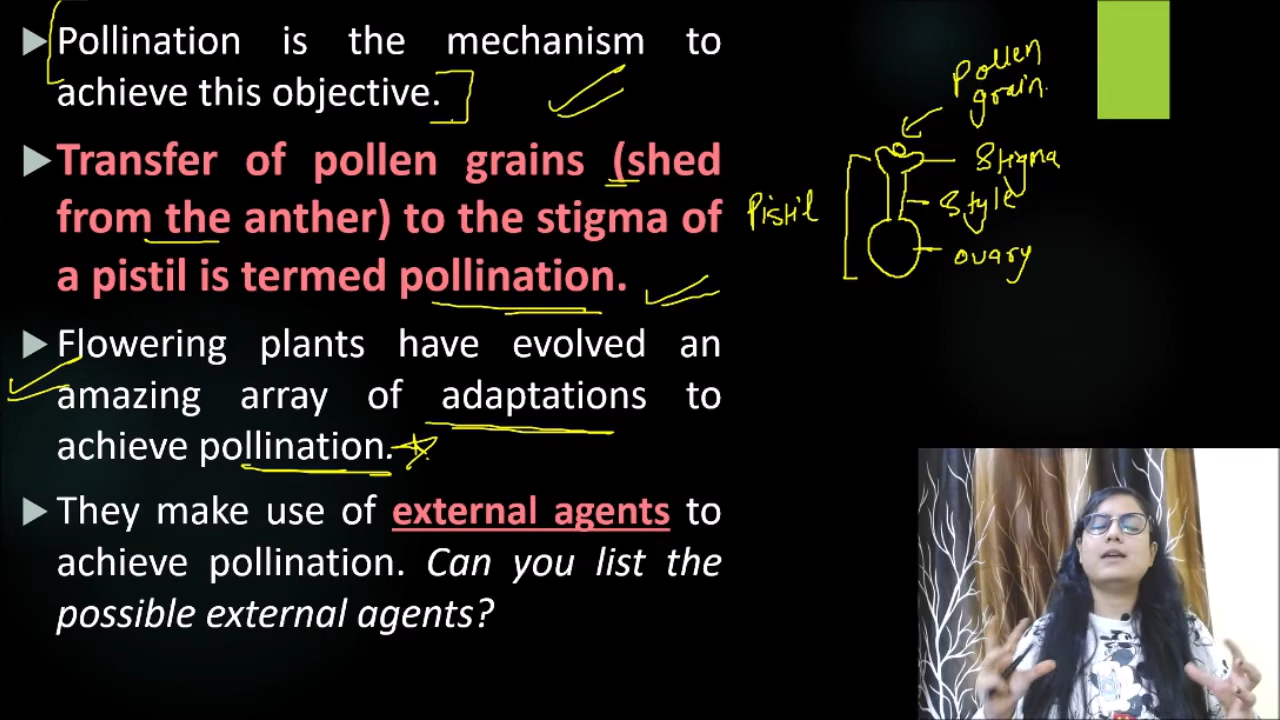 Pollination is the mechanism to
achieve this objective.
Transfer of pollen grains (shed
from the anther) to the stigma of
a pistil is termed pollination.
Flowering plants have evolved an
amazing array of adaptations to
achieve pollination.
They make use of external agents to
achieve pollination. Can you list the
possible external agents?
Pollen
grain.
Stigma
Pistil
Style
ovary